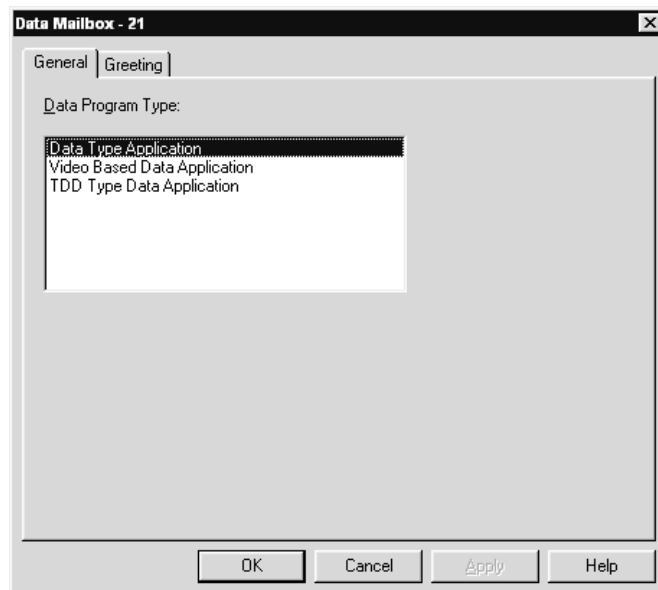 Data Mailbox - 21
General Greeting
Data Program Type:
Data Type Application
Video Based Data Application
TDD Type Data Application
OK Cancel Apply Help